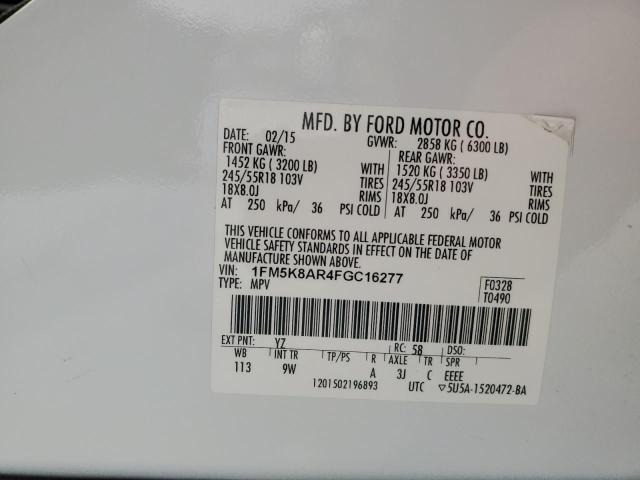 MFD. BY FORD MOTOR CO.
DATE: 02/15 GVWR: 2858 KG ( 6300 LB)
FRONT GAWR: REAR GAWR:
1452 KG ( 3200 LB) WITH 1520 KG ( 3350 LB) WITH
245/55R18 103V TIRES 245/55R18 103V TIRES
18X8.0J RIMS 18X8.0J RIMS
AT 250 kPa/ 36 PSI COLD AT 250 kPa/ 36 PSI COLD
THIS VEHICLE CONFORMS TO ALL APPLICABLE FEDERAL MOTOR
VEHICLE SAFETY STANDARDS IN EFFECT ON THE DATE OF
MANUFACTURE SHOWN ABOVE.
VIN: 1FM5K8AR4FGC16277 F0328
TYPE: MPV T0490
EXT PNT: YZ RC: 58 DSO:
WB INT TR TP/PS R AXLE TR SPR
113 9W A 3J C EEEE
1201502196893 UTC ▽5U5A-1520472-BA